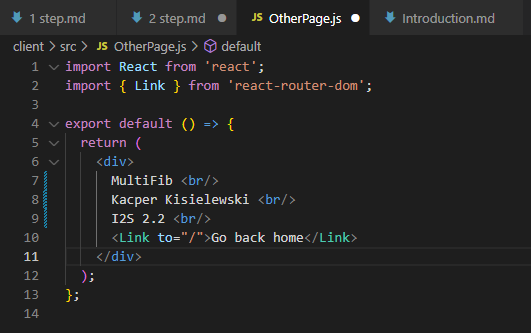 1 step.md 2 step.md JS OtherPage.js Introduction.md
client > src > JS OtherPage.js > default
1 import React from 'react';
2 import { Link } from 'react-router-dom';
3
4 export default () => {
5 return (
6 <div>
7 MultiFib <br/>
8 Kacper Kisielewski <br/>
9 I2S 2.2 <br/>
10 <Link to="/">Go back home</Link>
11 </div>
12 );
13 };
14